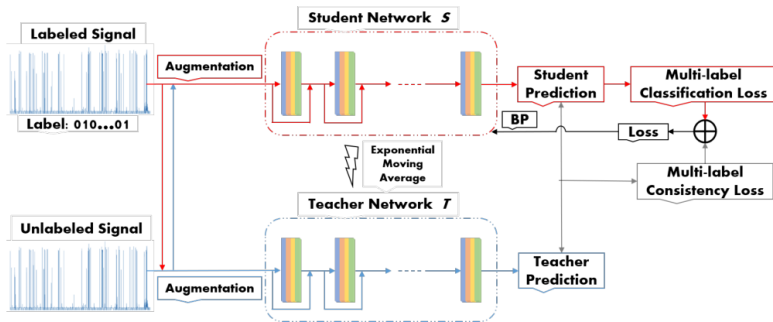 Student Network S
Labeled Signal
Augmentation
Label: 010...01
Student
Prediction
Multi-label
Classification Loss
BP
Loss
Exponential
Moving
Average
Multi-label
Consistency Loss
Teacher Network T
Unlabeled Signal
Augmentation
Teacher
Prediction